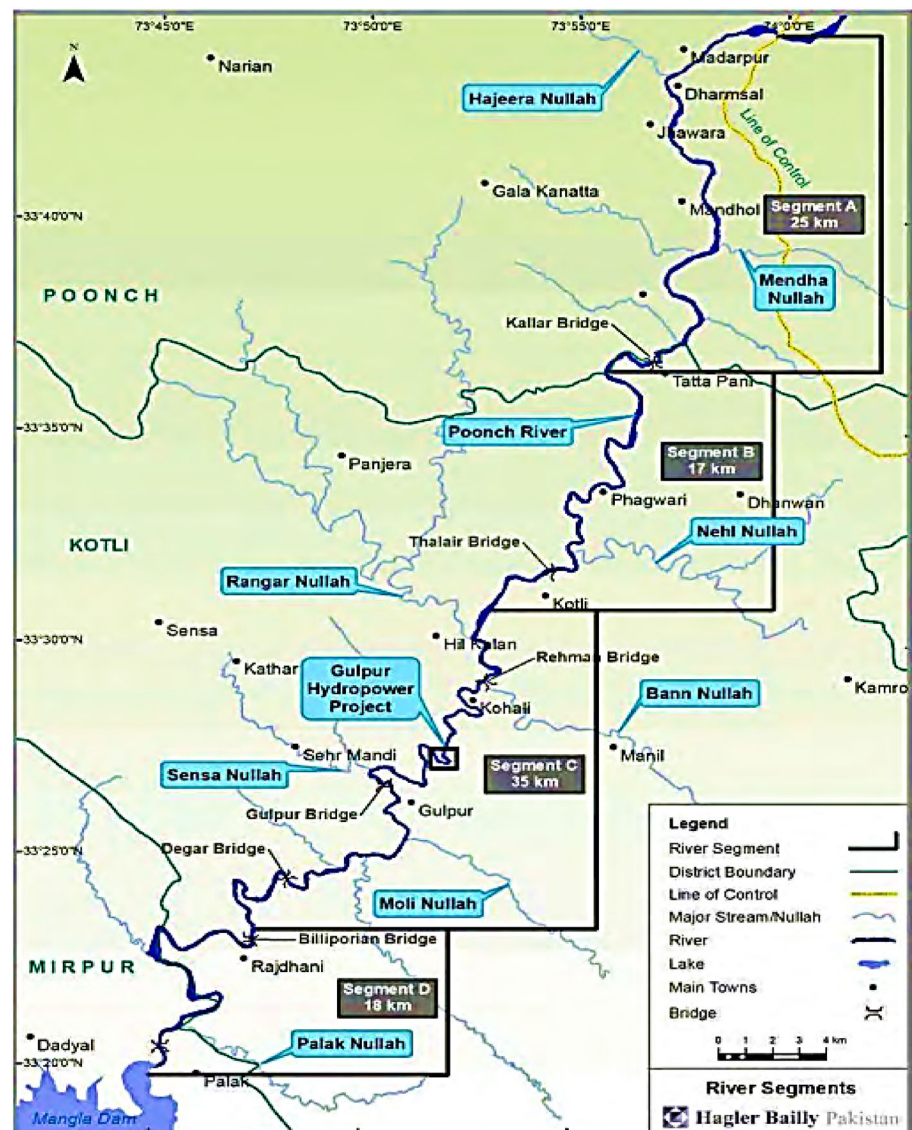 73°45'0"E
73°50'0"E
73°55'0"E
74°0'0"E
N
Narian
Madarpur
Hajeera Nullah
Dharmsal
Jhawara
Line of Control
Gala Kanatta
33°40'0"N
Mandhol
Segment A
25 km
Mendha
Nullah
POONCH
Kallar Bridge
Tatta Pani
33°35'0"N
Poonch River
Segment B
17 km
Panjera
Phagwari
Dhanwan
Nehl Nullah
KOTLI
Thalair Bridge
Rangar Nullah
Kotli
Sensa
33°30'0"N
Hil Kalan
Rehman Bridge
Kathar
Gulpur
Hydropower
Project
Kamro
Bann Nullah
Kohali
Sehr Mandi
Manil
Sensa Nullah
Segment C
35 km
Gulpur Bridge
Gulpur
33°25'0"N
Degar Bridge
Moli Nullah
Billiporian Bridge
MIRPUR
Rajdhani
Segment D
18 km
Dadyal
33°20'0"N
Palak Nullah
Palak
Mangla Dam
Legend
River Segment
District Boundary
Line of Control
Major Stream/Nullah
River
Lake
Main Towns
Bridge
0 1 2 3 4 km
River Segments
Hagler Bailly Pakistan